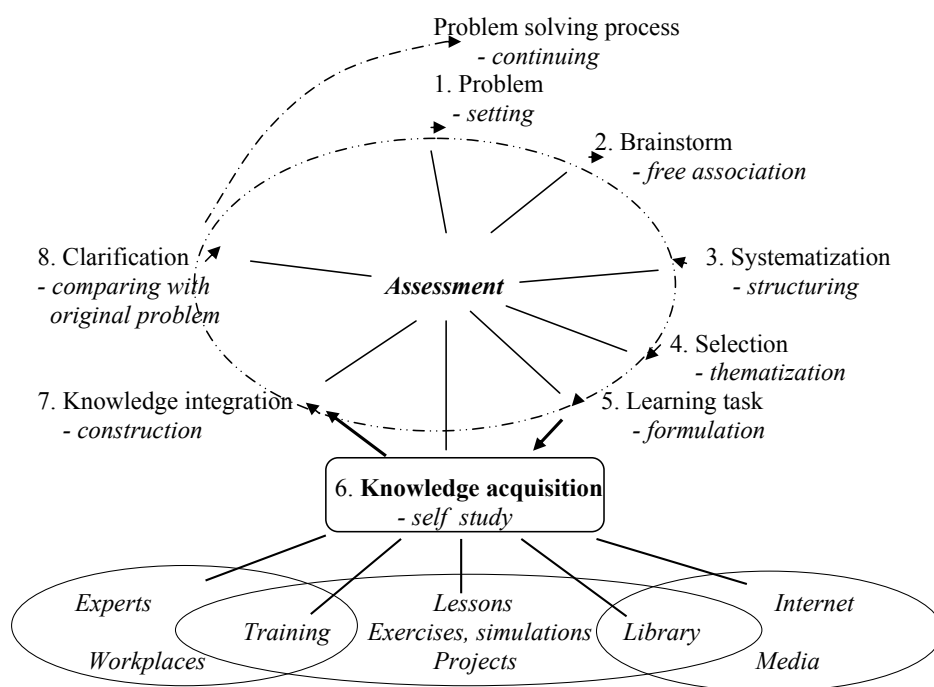 Problem solving process
- continuing
1. Problem
- setting
2. Brainstorm
- free association
3. Systematization
- structuring
4. Selection
- thematization
5. Learning task
- formulation
6. Knowledge acquisition
- self study
7. Knowledge integration
- construction
8. Clarification
- comparing with
original problem
Assessment
Experts
Workplaces
Training
Lessons
Exercises, simulations
Projects
Library
Internet
Media